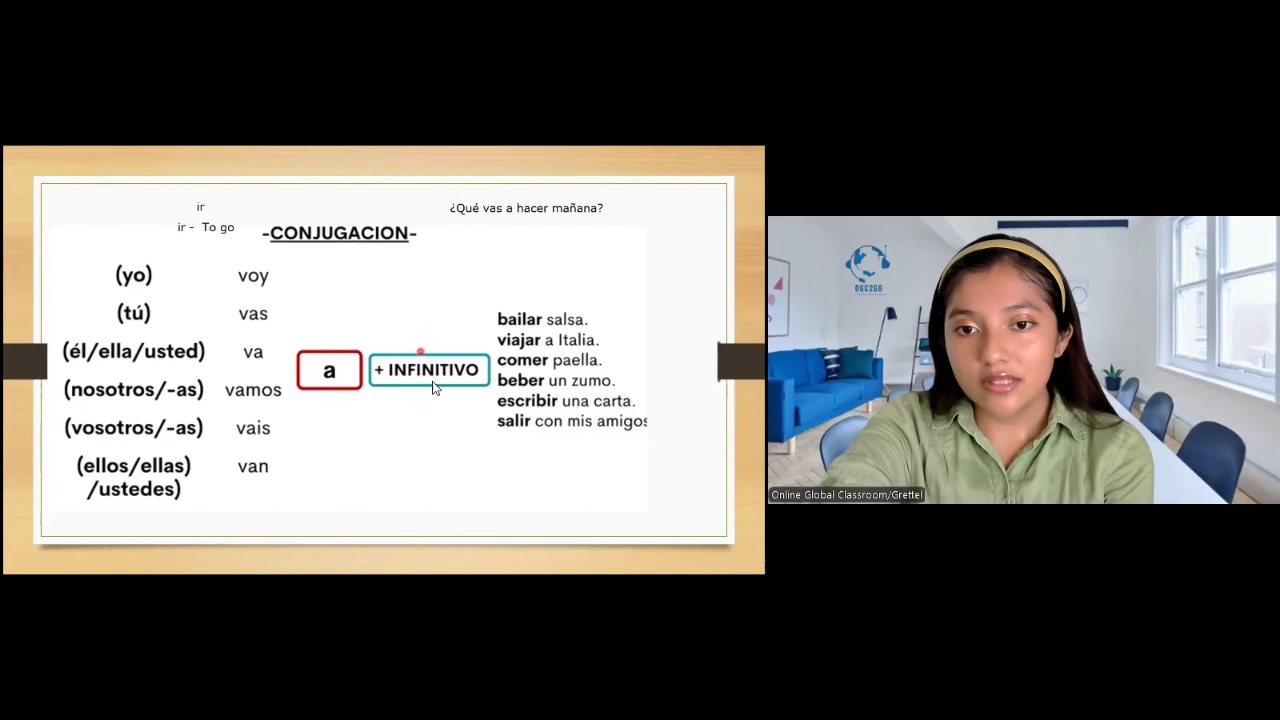 ir
¿Qué vas a hacer mañana?
ir - To go
-CONJUGACION-
(yo) voy
(tú) vas
(él/ella/usted) va
(nosotros/-as) vamos
(vosotros/-as) vais
(ellos/ellas) van
/ustedes)
a
+ INFINITIVO
bailar salsa.
viajar a Italia.
comer paella.
beber un zumo.
escribir una carta.
salir con mis amigos
OGC2GO
Online Global Classroom/Grettel